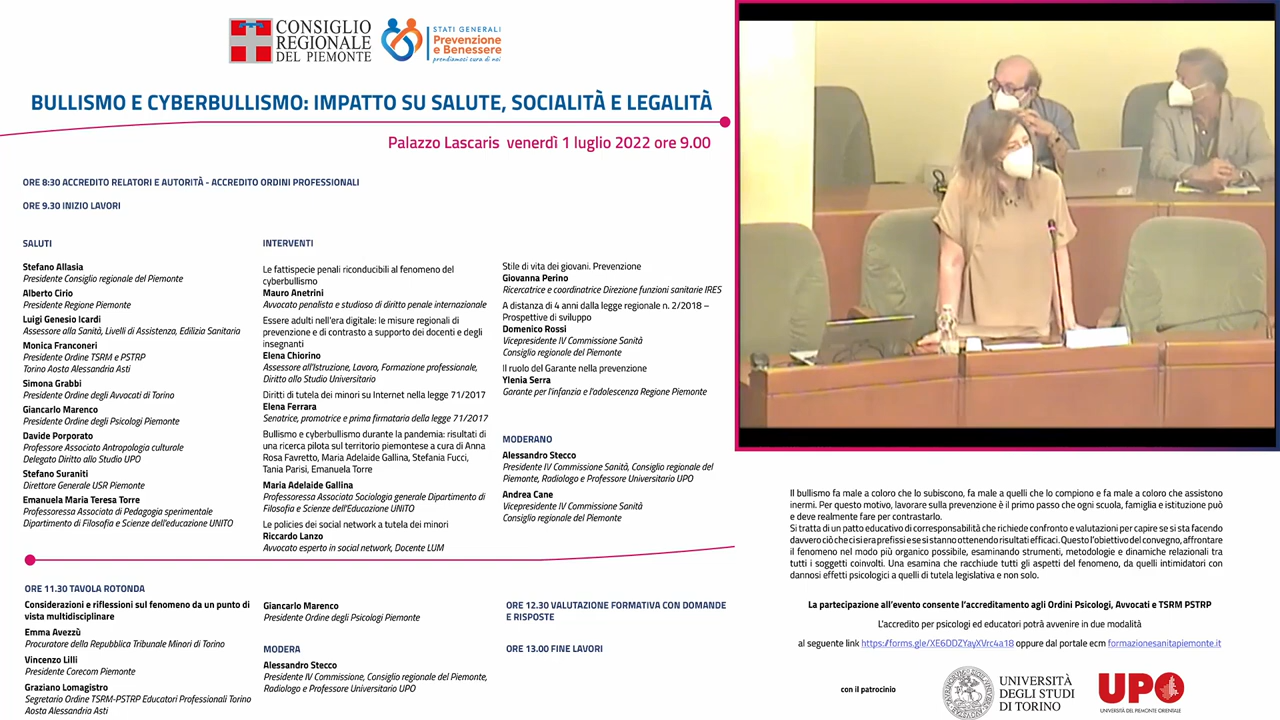 CONSIGLIO
REGIONALE
DEL PIEMONTE
STATI GENERALI
Prevenzione
e Benessere
prendiamoci cura di noi
BULLISMO E CYBERBULLISMO: IMPATTO SU SALUTE, SOCIALITÀ E LEGALITÀ
Palazzo Lascaris venerdì 1 luglio 2022 ore 9.00
ORE 8:30 ACCREDITO RELATORI E AUTORITÀ - ACCREDITO ORDINI PROFESSIONALI
ORE 9.30 INIZIO LAVORI
SALUTI
Stefano Allasia
Presidente Consiglio regionale del Piemonte
Alberto Cirio
Presidente Regione Piemonte
Luigi Genesio Icardi
Assessore alla Sanità, Livelli di Assistenza, Edilizia Sanitaria
Monica Franconeri
Presidente Ordine TSRM e PSTRP
Torino Aosta Alessandria Asti
Simona Grabbi
Presidente Ordine degli Avvocati di Torino
Giancarlo Marenco
Presidente Ordine degli Psicologi Piemonte
Davide Porporato
Professore Associato Antropologia culturale
Delegato Diritto allo Studio UPO
Stefano Suraniti
Direttore Generale USR Piemonte
Emanuela Maria Teresa Torre
Professoressa Associata di Pedagogia sperimentale
Dipartimento di Filosofia e Scienze dell'educazione UNITO
INTERVENTI
Le fattispecie penali riconducibili al fenomeno del
cyberbullismo
Mauro Anetrini
Avvocato penalista e studioso di diritto penale internazionale
Essere adulti nell'era digitale: le misure regionali di
prevenzione e di contrasto a supporto dei docenti e degli
insegnanti
Elena Chiorino
Assessore all'Istruzione, Lavoro, Formazione professionale,
Diritto allo Studio Universitario
Diritti di tutela dei minori su Internet nella legge 71/2017
Elena Ferrara
Senatrice, promotrice e prima firmataria della legge 71/2017
Bullismo e cyberbullismo durante la pandemia: risultati di
una ricerca pilota sul territorio piemontese a cura di Anna
Rosa Favretto, Maria Adelaide Gallina, Stefania Fucci,
Tania Parisi, Emanuela Torre
Maria Adelaide Gallina
Professoressa Associata Sociologia generale Dipartimento di
Filosofia e Scienze dell'Educazione UNITO
Le policies dei social network a tutela dei minori
Riccardo Lanzo
Avvocato esperto in social network, Docente LUM
Stile di vita dei giovani. Prevenzione
Giovanna Perino
Ricercatrice e coordinatrice Direzione funzioni sanitarie IRES
A distanza di 4 anni dalla legge regionale n. 2/2018 –
Prospettive di sviluppo
Domenico Rossi
Vicepresidente IV Commissione Sanità
Consiglio regionale del Piemonte
Il ruolo del Garante nella prevenzione
Ylenia Serra
Garante per l'infanzia e l'adolescenza Regione Piemonte
MODERANO
Alessandro Stecco
Presidente IV Commissione Sanità, Consiglio regionale del
Piemonte, Radiologo e Professore Universitario UPO
Andrea Cane
Vicepresidente IV Commissione Sanità
Consiglio regionale del Piemonte
ORE 11.30 TAVOLA ROTONDA
Considerazioni e riflessioni sul fenomeno da un punto di
vista multidisciplinare
Emma Avezzù
Procuratore della Repubblica Tribunale Minori di Torino
Vincenzo Lilli
Presidente Corecom Piemonte
Graziano Lomagistro
Segretario Ordine TSRM-PSTRP Educatori Professionali Torino
Aosta Alessandria Asti
Giancarlo Marenco
Presidente Ordine degli Psicologi Piemonte
MODERA
Alessandro Stecco
Presidente IV Commissione, Consiglio regionale del Piemonte,
Radiologo e Professore Universitario UPO
ORE 12.30 VALUTAZIONE FORMATIVA CON DOMANDE
E RISPOSTE
ORE 13.00 FINE LAVORI
Il bullismo fa male a coloro che lo subiscono, fa male a quelli che lo compiono e fa male a coloro che assistono
inermi. Per questo motivo, lavorare sulla prevenzione è il primo passo che ogni scuola, famiglia e istituzione può
e deve realmente fare per contrastarlo.
Si tratta di un patto educativo di corresponsabilità che richiede confronto e valutazioni per capire se si sta facendo
davvero ciò che ci si era prefissi e se si stanno ottenendo risultati efficaci. Questo l'obiettivo del convegno, affrontare
il fenomeno nel modo più organico possibile, esaminando strumenti, metodologie e dinamiche relazionali tra
tutti i soggetti coinvolti. Una esamina che racchiude tutti gli aspetti del fenomeno, da quelli intimidatori con
dannosi effetti psicologici a quelli di tutela legislativa e non solo.
La partecipazione all'evento consente l'accreditamento agli Ordini Psicologi, Avvocati e TSRM PSTRP
L'accredito per psicologi ed educatori potrà avvenire in due modalità
al seguente link https://forms.gle/XE6DDZYayXVrc4a18 oppure dal portale ecm formazionesanitapiemonte.it
con il patrocinio
UNIVERSITÀ
DEGLI STUDI
DI TORINO
UPO
UNIVERSITÀ DEL PIEMONTE ORIENTALE